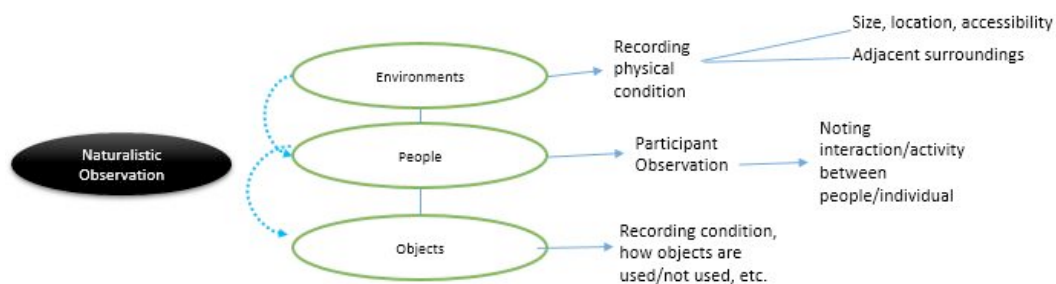 Naturalistic
Observation
Environments
Recording
physical
condition
Size, location, accessibility
Adjacent surroundings
People
Participant
Observation
Noting
interaction/activity
between
people/individual
Objects
Recording condition,
how objects are
used/not used, etc.